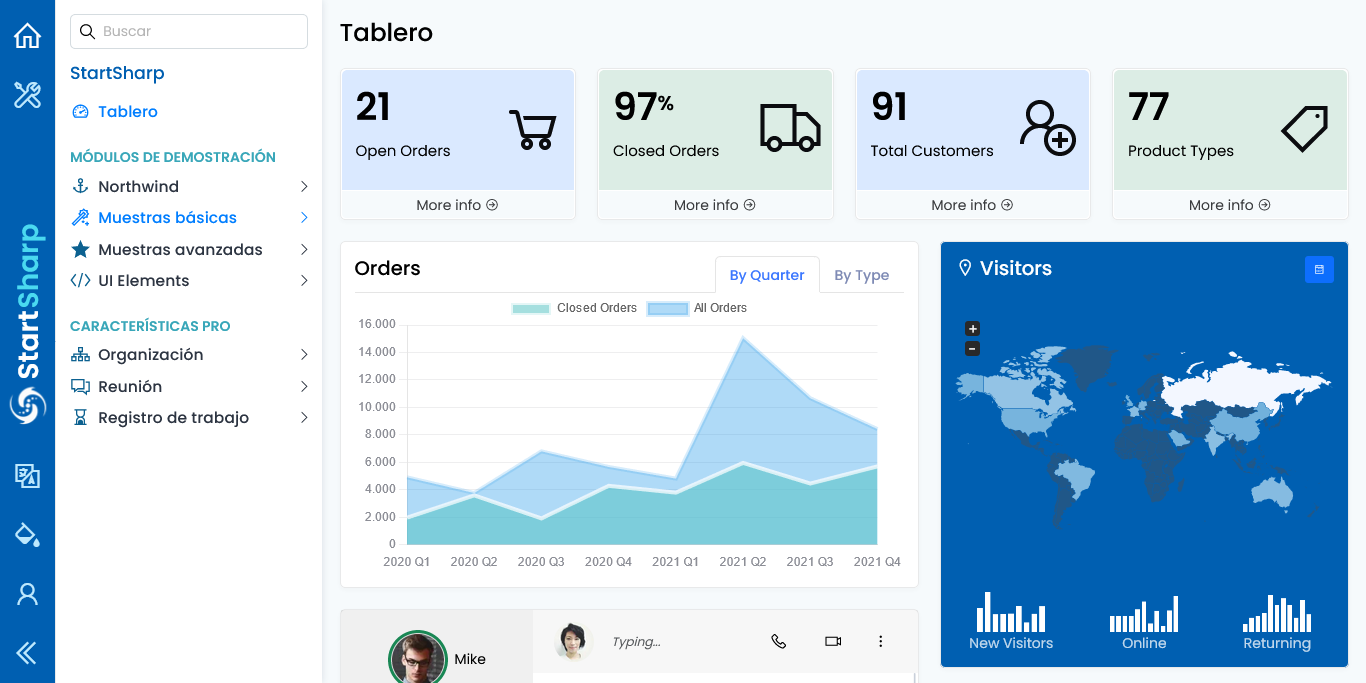 Buscar
StartSharp
Tablero
MÓDULOS DE DEMOSTRACIÓN
Northwind
Muestras básicas
Muestras avanzadas
UI Elements
CARACTERÍSTICAS PRO
Organización
Reunión
Registro de trabajo
StartSharp
Tablero
21
Open Orders
More info
97%
Closed Orders
More info
91
Total Customers
More info
77
Product Types
More info
Orders
By Quarter
By Type
Closed Orders
All Orders
16.000
14.000
12.000
10.000
8.000
6.000
4.000
2.000
0
2020 Q1 2020 Q2 2020 Q3 2020 Q4 2021 Q1 2021 Q2 2021 Q3 2021 Q4
Visitors
+
−
New Visitors
Online
Returning
Mike
Typing...